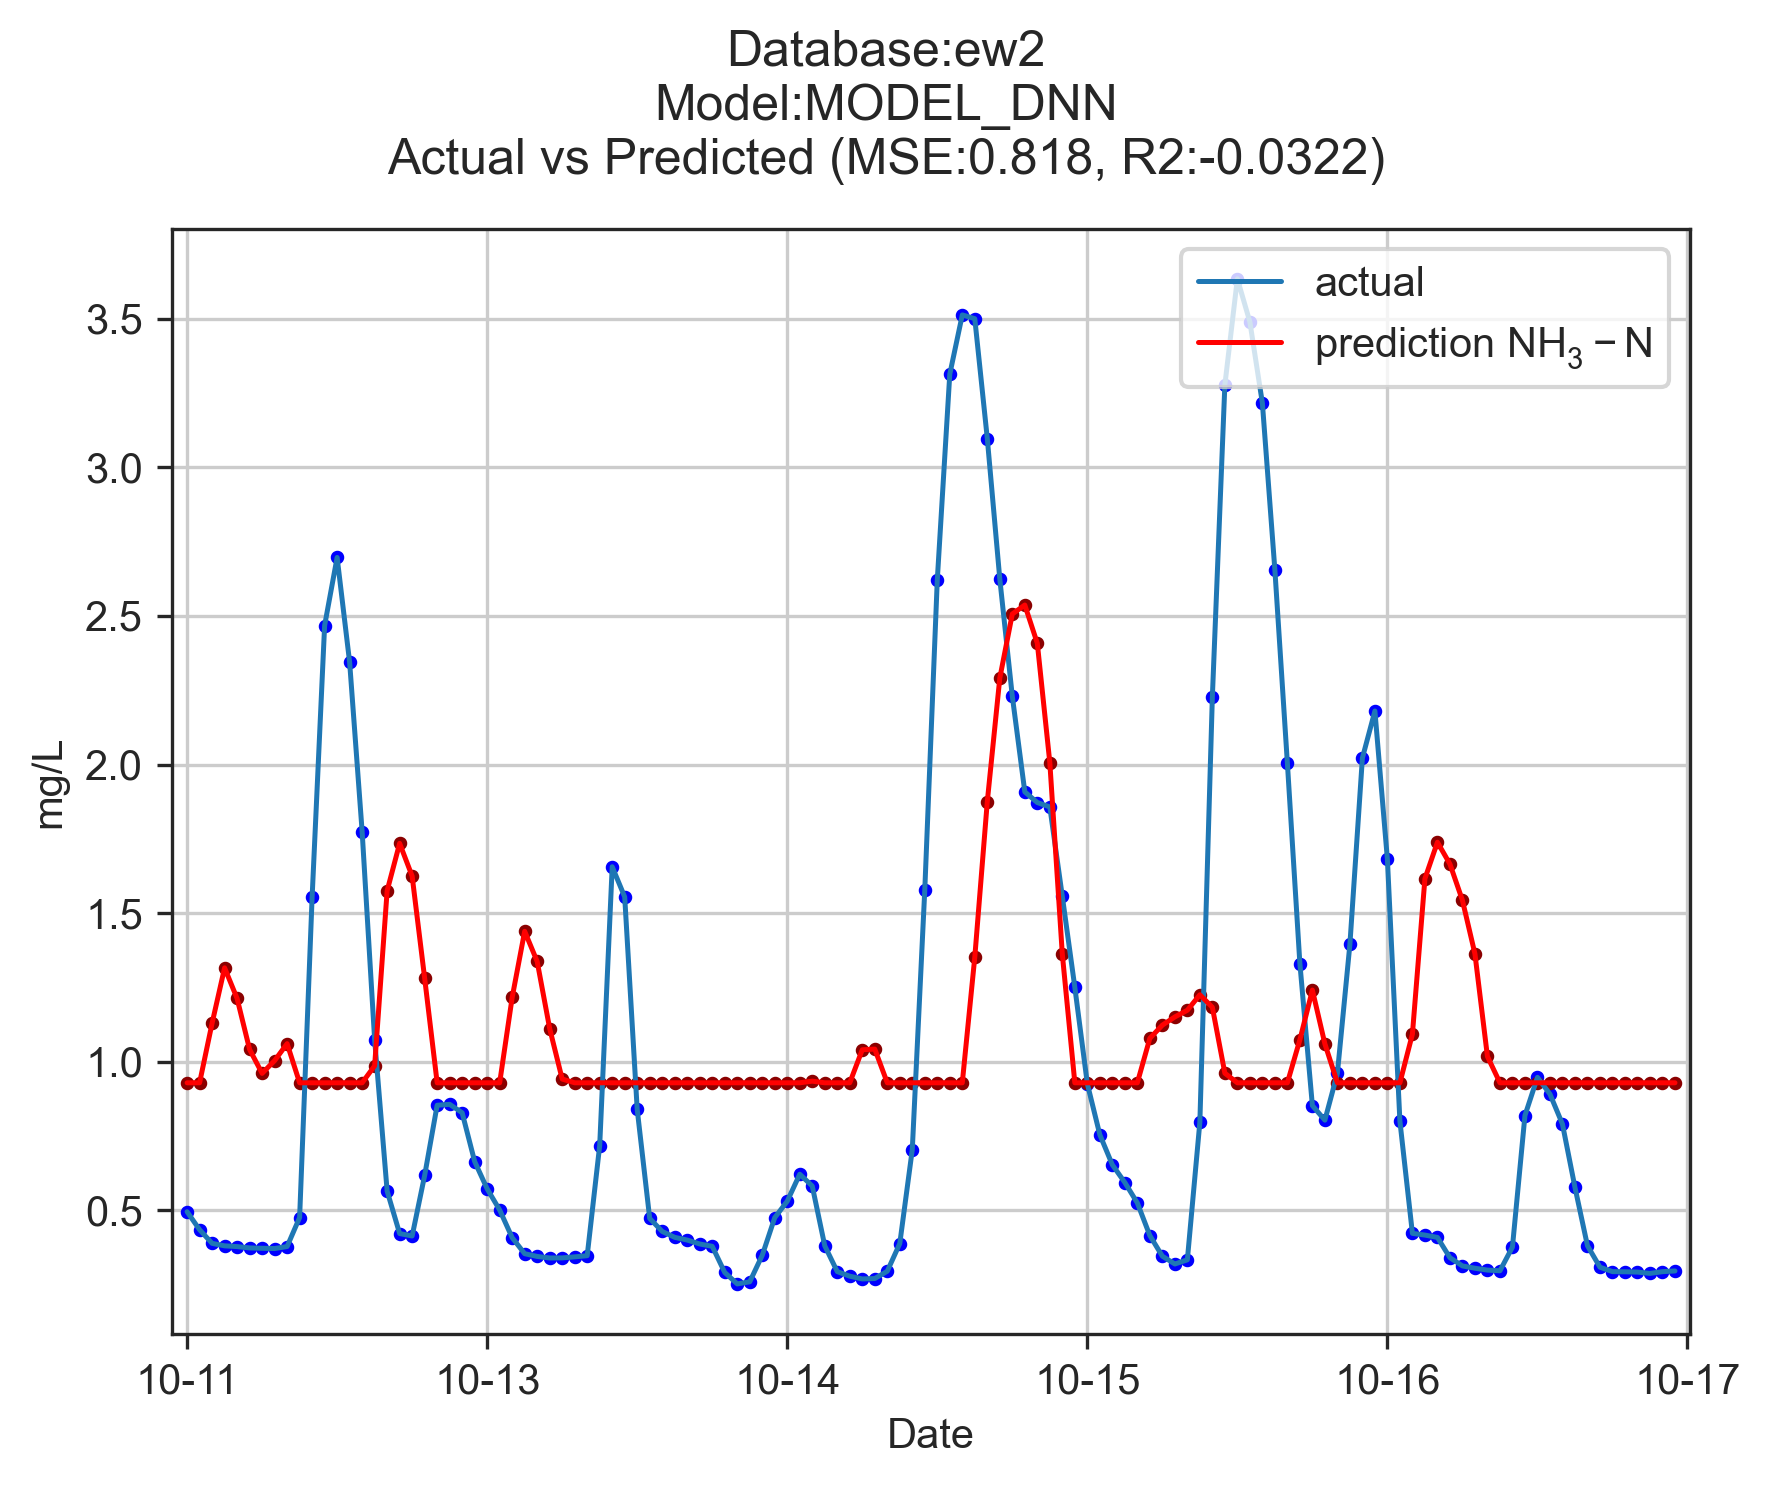 Database:ew2
Model:MODEL_DNN
Actual vs Predicted (MSE:0.818, R2:-0.0322)
actual
prediction NH₃ − N
3.5
3.0
2.5
2.0
1.5
1.0
0.5
mg/L
10-11 10-13 10-14 10-15 10-16 10-17
Date